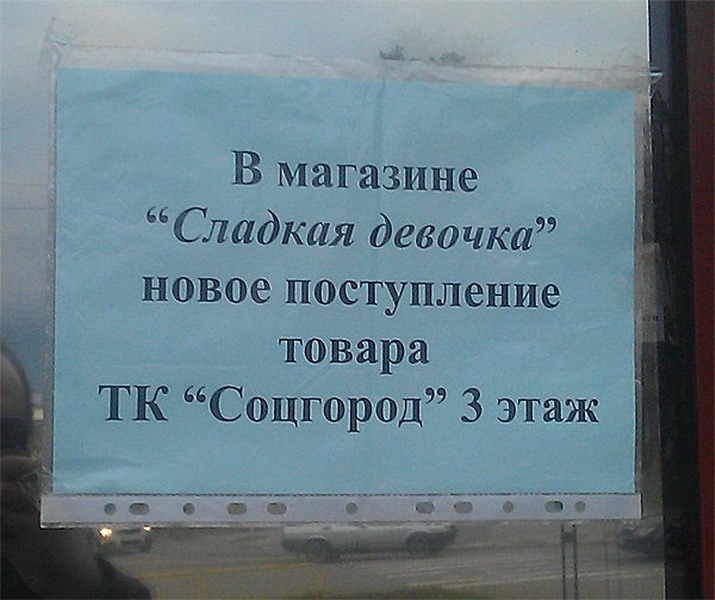 В магазине
“Сладкая девочка”
новое поступление
товара
ТК “Соцгород” 3 этаж